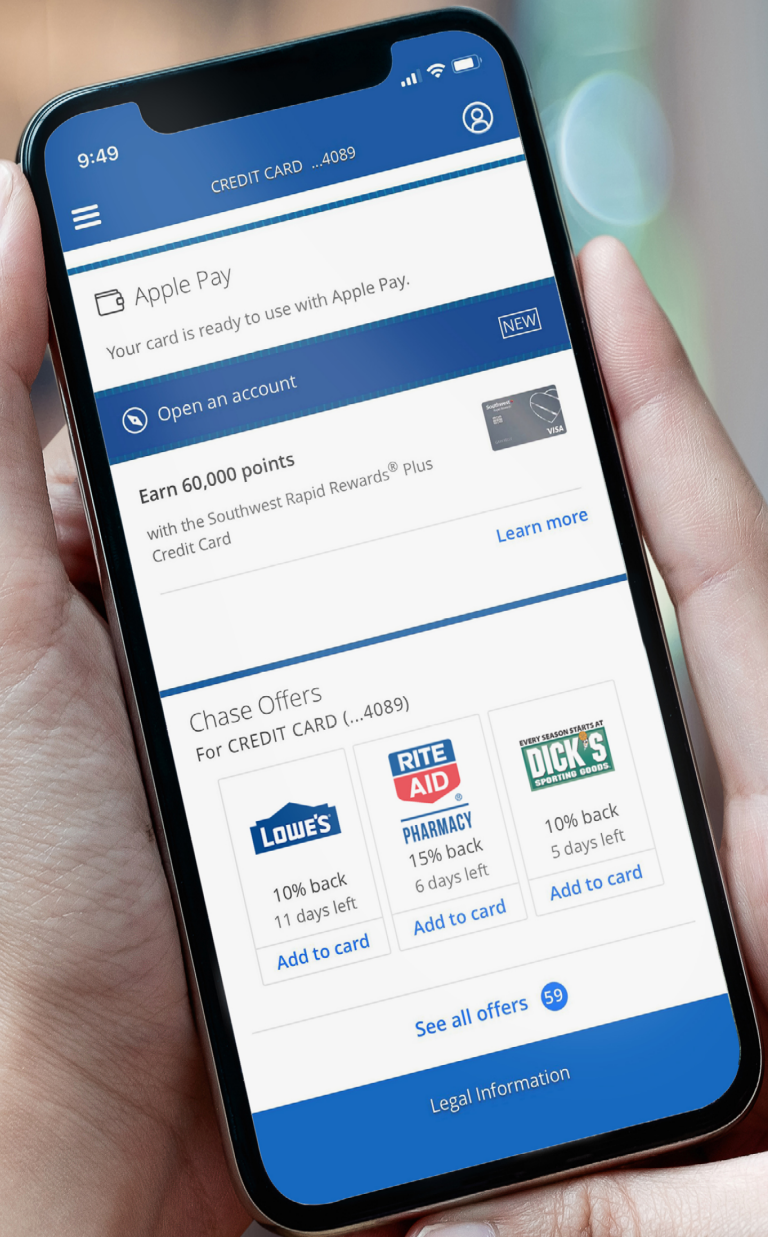 9:49
CREDIT CARD ...4089
Apple Pay
Your card is ready to use with Apple Pay.
NEW
Open an account
Earn 60,000 points
with the Southwest Rapid Rewards® Plus
Credit Card
Southwest
VISA
Learn more
Chase Offers
For CREDIT CARD (...4089)
LOWE'S
10% back
11 days left
Add to card
RITE
AID
®
PHARMACY
15% back
6 days left
Add to card
EVERY SEASON STARTS AT
DICK'S
SPORTING GOODS
10% back
5 days left
Add to card
See all offers 59
Legal Information